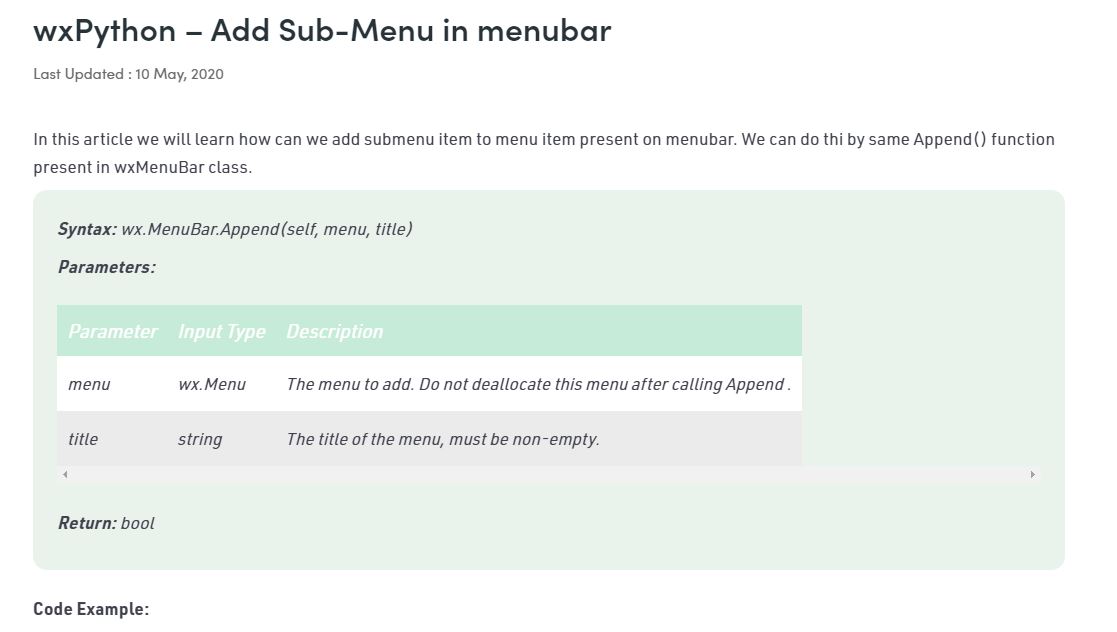 wxPython – Add Sub-Menu in menubar
Last Updated : 10 May, 2020
In this article we will learn how can we add submenu item to menu item present on menubar. We can do thi by same Append() function
present in wxMenuBar class.
Syntax: wx.MenuBar.Append(self, menu, title)
Parameters:
Parameter Input Type Description
menu wx.Menu The menu to add. Do not deallocate this menu after calling Append .
title string The title of the menu, must be non-empty.
Return: bool
Code Example: